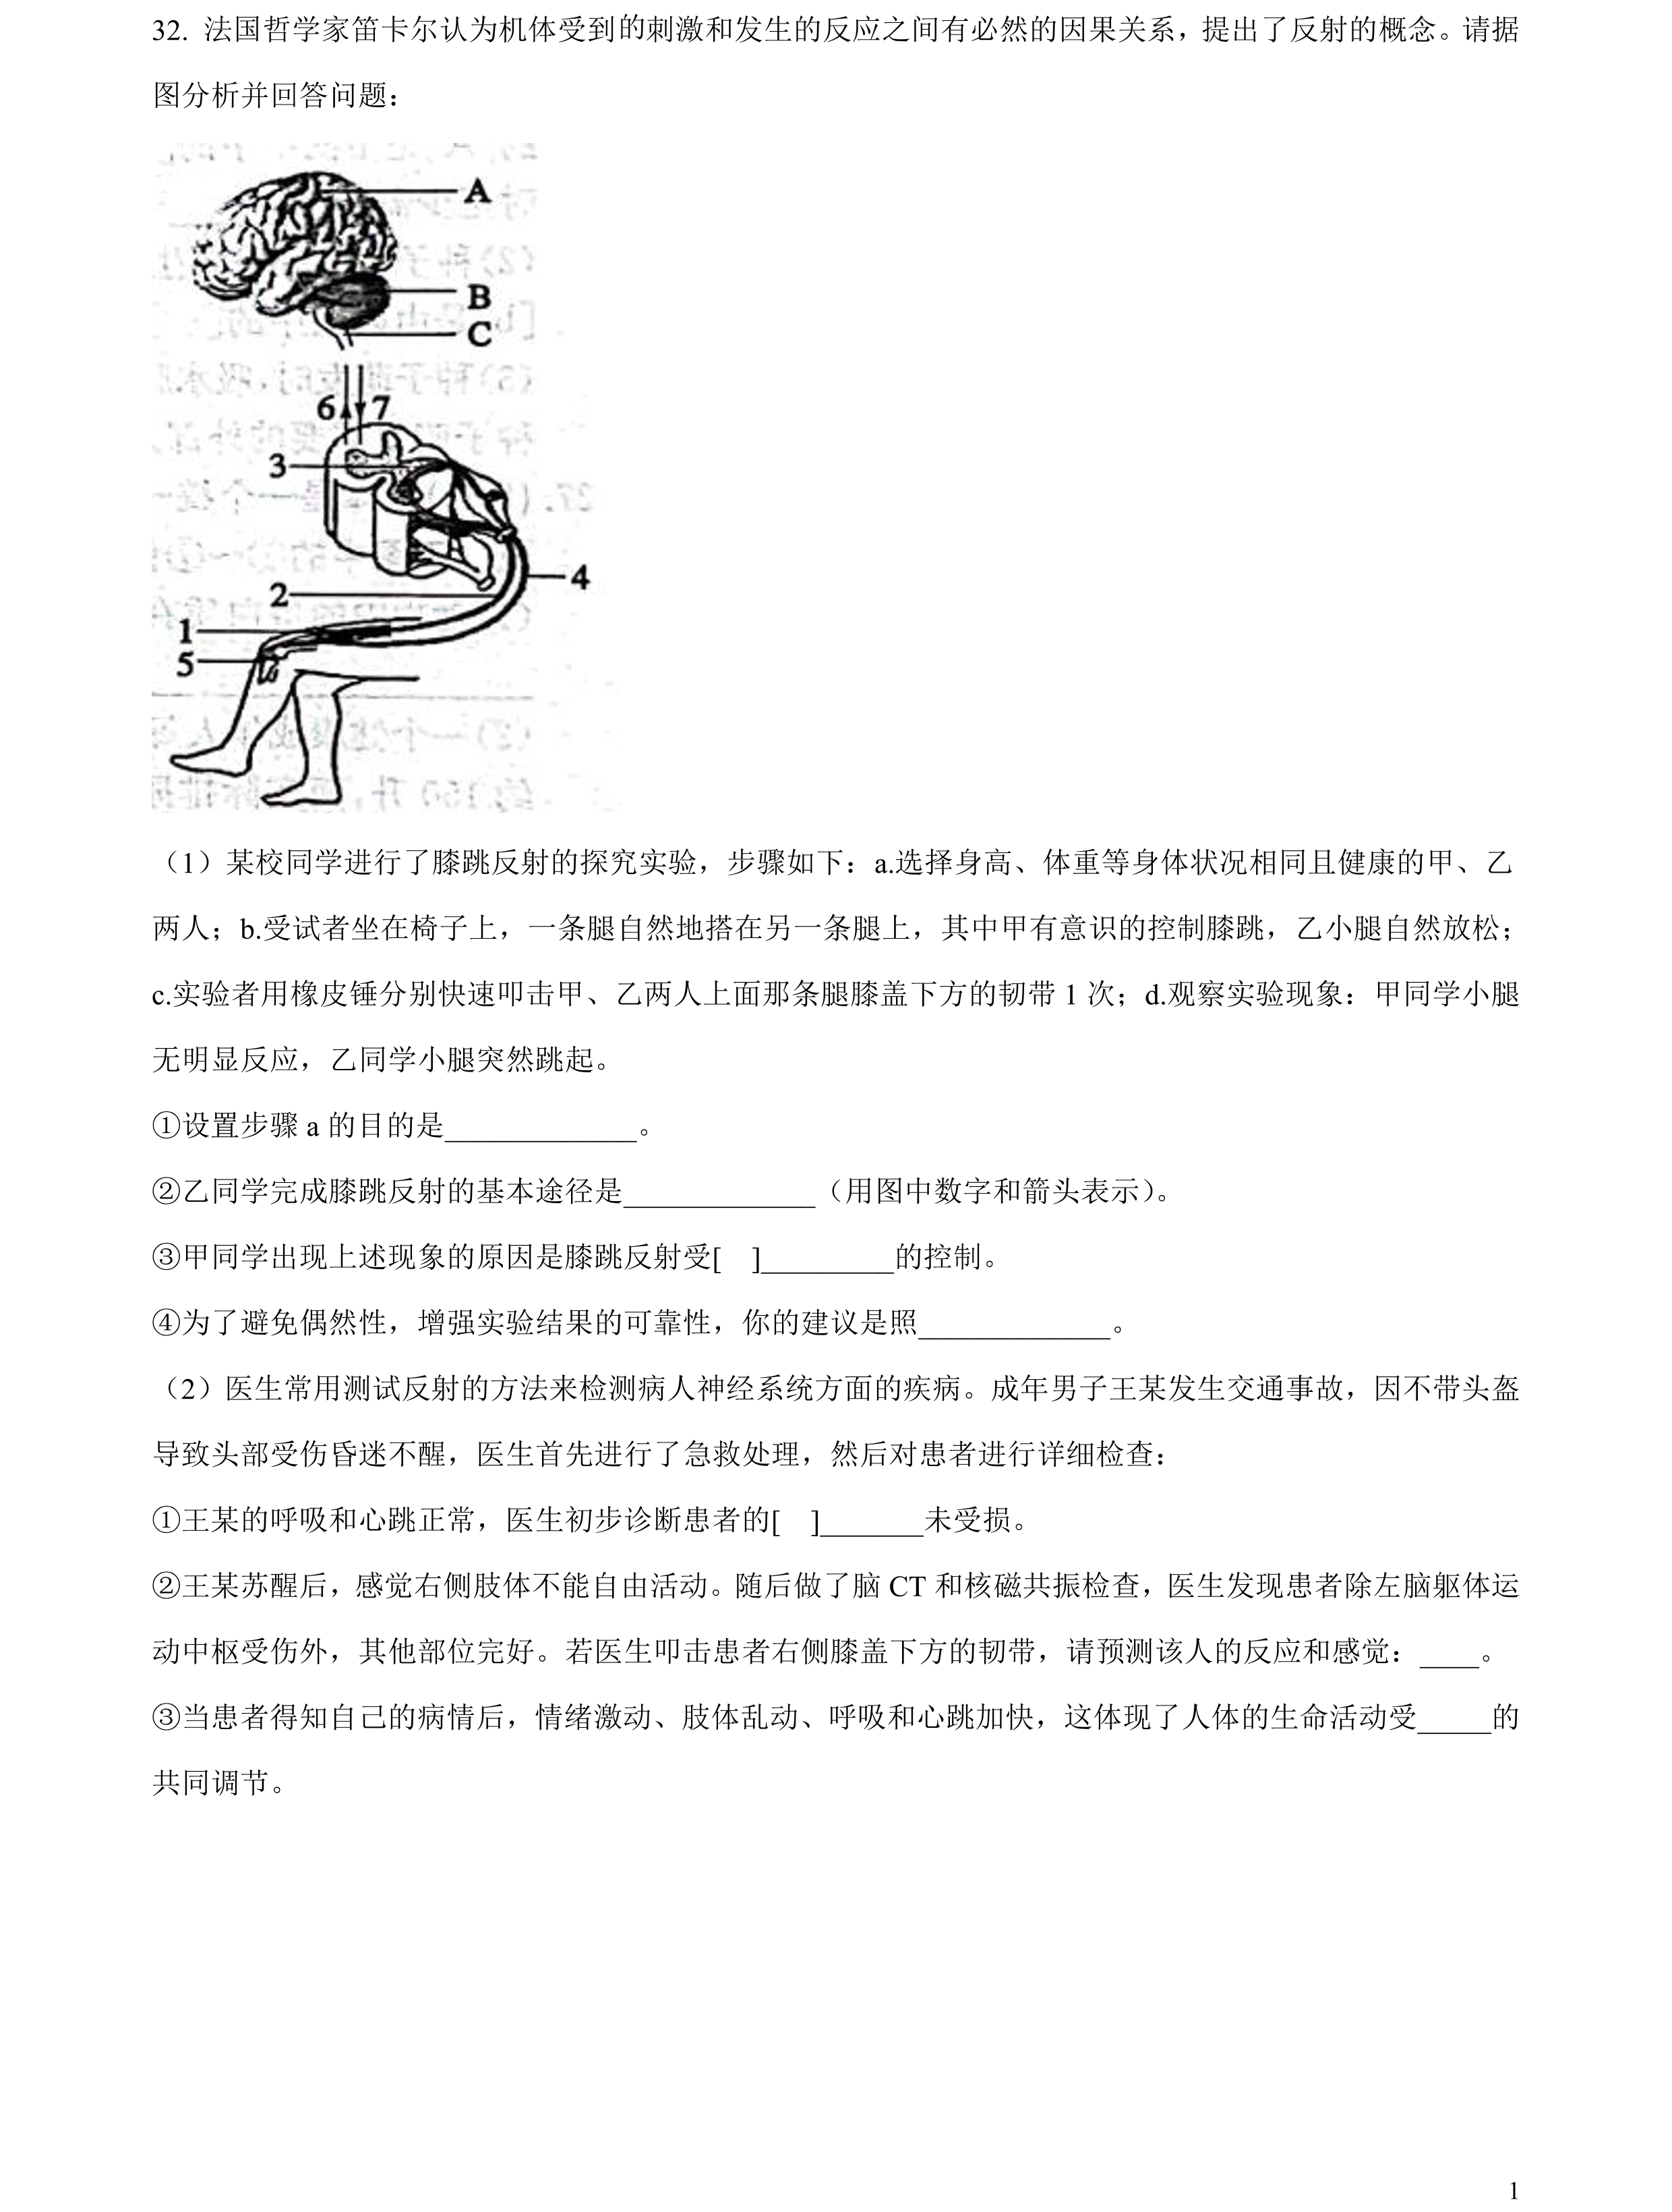 32. 法国哲学家笛卡尔认为机体受到的刺激和发生的反应之间有必然的因果关系，提出了反射的概念。请据
图分析并回答问题：
A
B
C
6 7
3
4
2
1
5
（1）某校同学进行了膝跳反射的探究实验，步骤如下：a.选择身高、体重等身体状况相同且健康的甲、乙
两人；b.受试者坐在椅子上，一条腿自然地搭在另一条腿上，其中甲有意识的控制膝跳，乙小腿自然放松；
c.实验者用橡皮锤分别快速叩击甲、乙两人上面那条腿膝盖下方的韧带 1 次；d.观察实验现象：甲同学小腿
无明显反应，乙同学小腿突然跳起。
①设置步骤 a 的目的是_____________。
②乙同学完成膝跳反射的基本途径是_____________（用图中数字和箭头表示）。
③甲同学出现上述现象的原因是膝跳反射受[　]_________的控制。
④为了避免偶然性，增强实验结果的可靠性，你的建议是照_____________。
（2）医生常用测试反射的方法来检测病人神经系统方面的疾病。成年男子王某发生交通事故，因不带头盔
导致头部受伤昏迷不醒，医生首先进行了急救处理，然后对患者进行详细检查：
①王某的呼吸和心跳正常，医生初步诊断患者的[　]_______未受损。
②王某苏醒后，感觉右侧肢体不能自由活动。随后做了脑 CT 和核磁共振检查，医生发现患者除左脑躯体运
动中枢受伤外，其他部位完好。若医生叩击患者右侧膝盖下方的韧带，请预测该人的反应和感觉：____。
③当患者得知自己的病情后，情绪激动、肢体乱动、呼吸和心跳加快，这体现了人体的生命活动受_____的
共同调节。
1